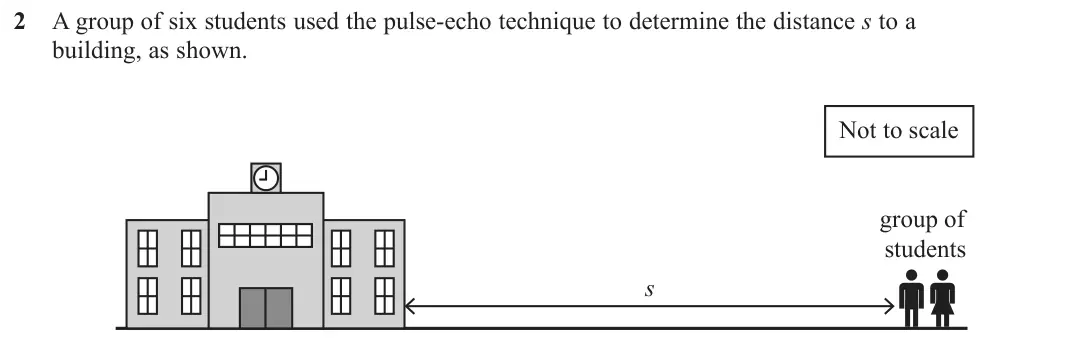 2 A group of six students used the pulse-echo technique to determine the distance s to a
building, as shown.
Not to scale
group of
students
s